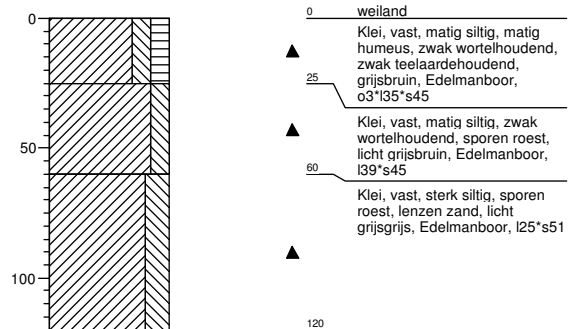 0
50
100
0 weiland
Klei, vast, matig siltig, matig
humeus, zwak wortelhoudend,
zwak teelaardehoudend,
grijsbruin, Edelmanboor,
o3*l35*s45
25
Klei, vast, matig siltig, zwak
wortelhoudend, sporen roest,
licht grijsbruin, Edelmanboor,
l39*s45
60
Klei, vast, sterk siltig, sporen
roest, lenzen zand, licht
grijsgrijs, Edelmanboor, l25*s51
120